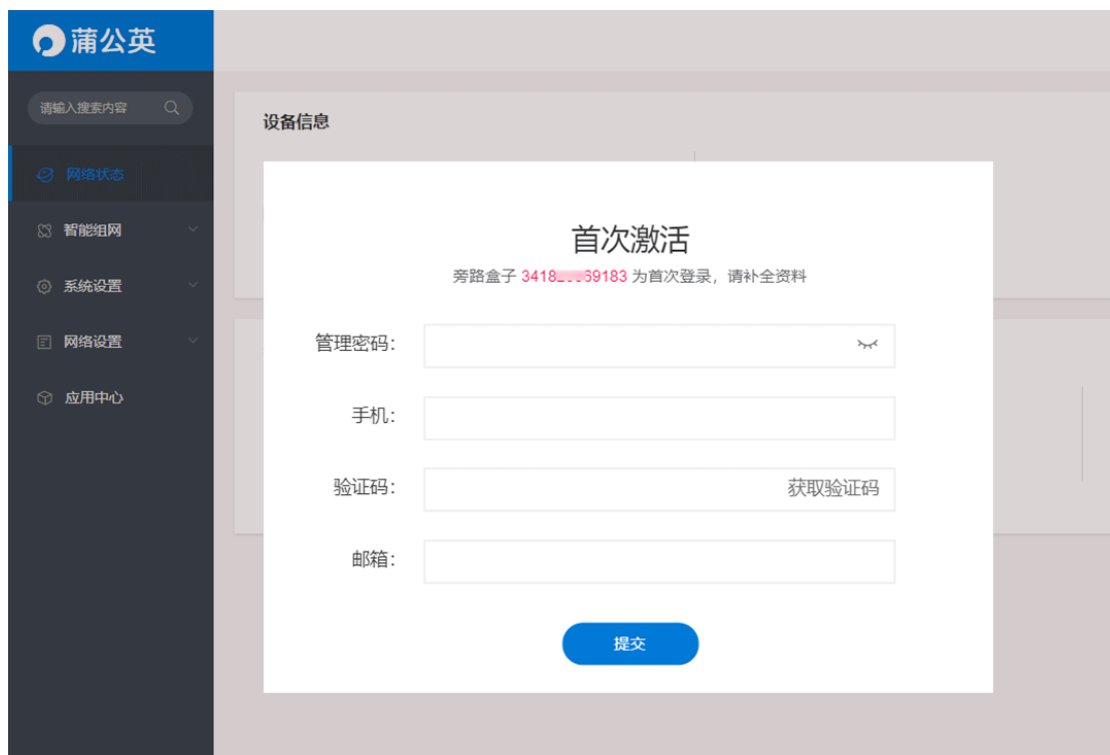 蒲公英
请输入搜索内容
网络状态
智能组网
系统设置
网络设置
应用中心
设备信息
首次激活
旁路盒子 3418 69183 为首次登录，请补全资料
管理密码：
手机：
验证码：
获取验证码
邮箱：
提交